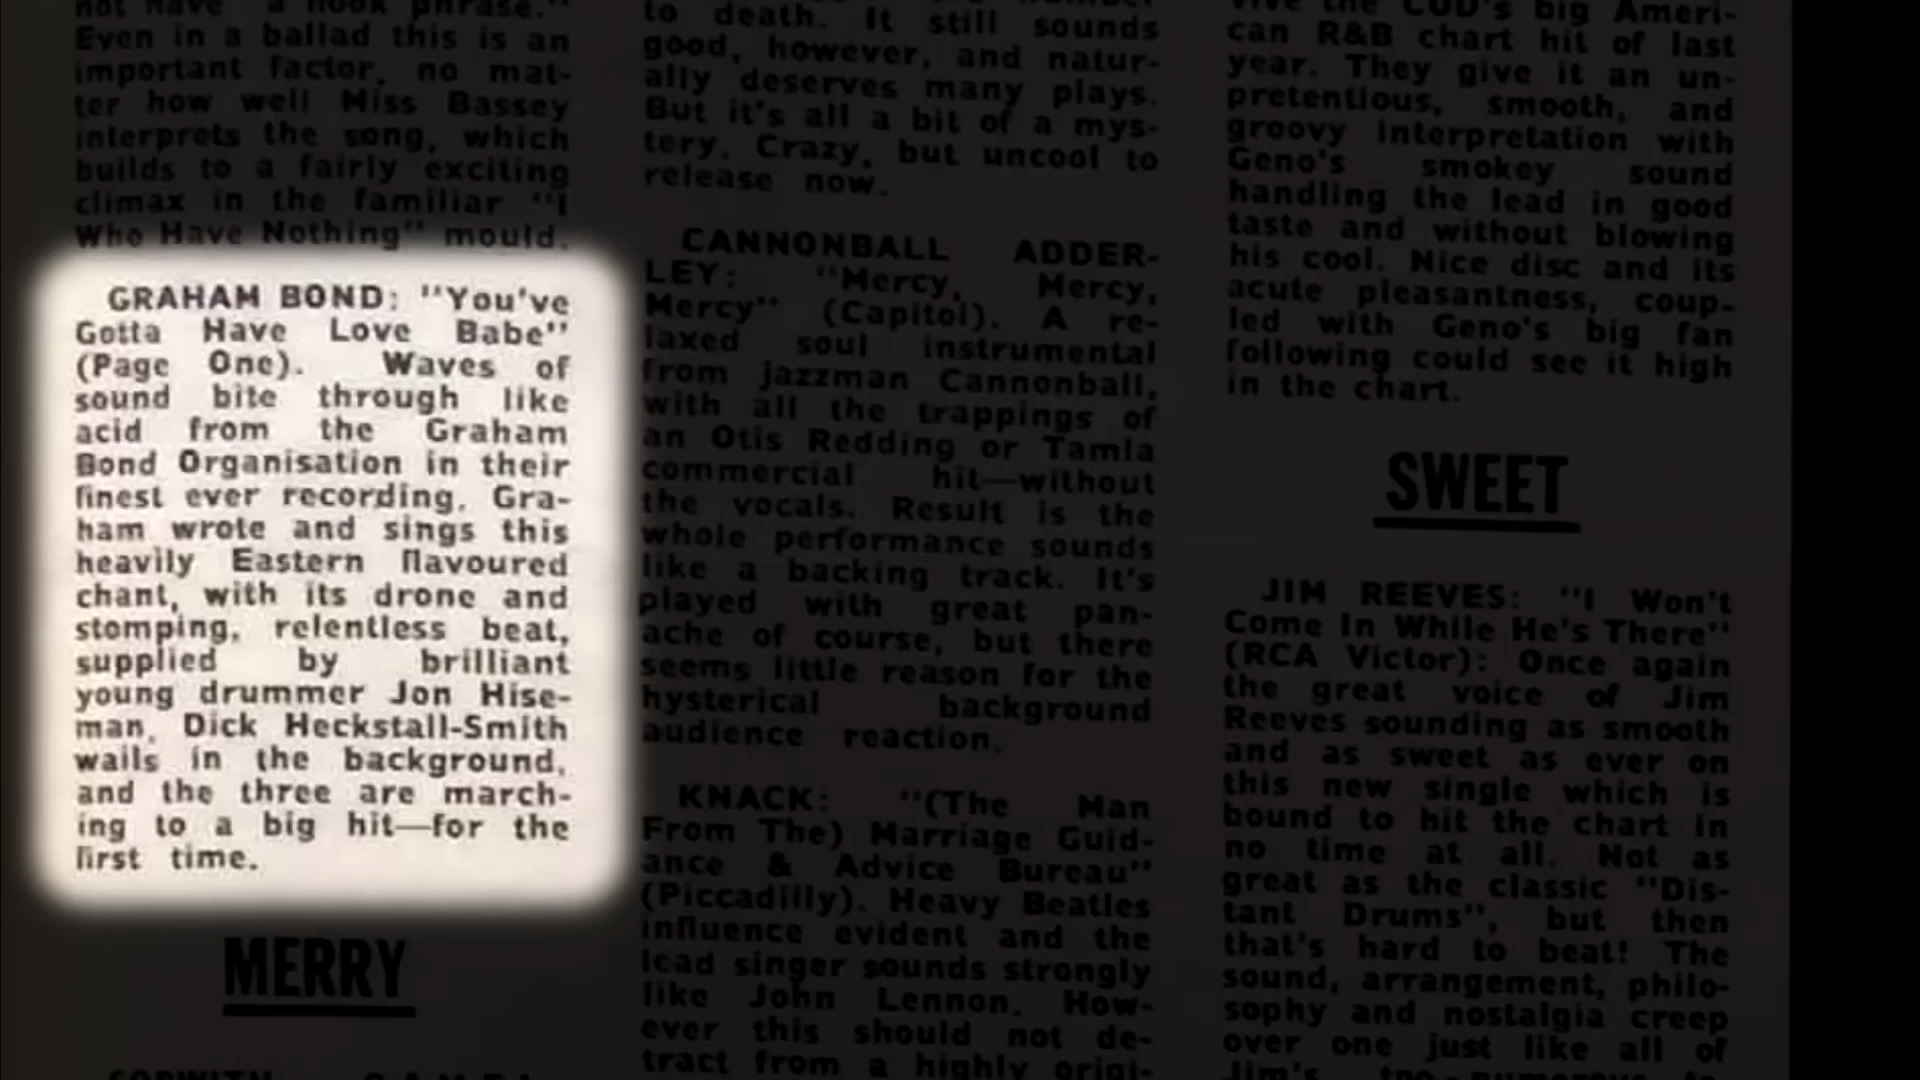 not have "a hook phrase."
Even in a ballad this is an
important factor, no mat-
ter how well Miss Bassey
interprets the song, which
builds to a fairly exciting
climax in the familiar "I
Who Have Nothing" mould.
GRAHAM BOND: "You've
Gotta Have Love Babe"
(Page One). Waves of
sound bite through like
acid from the Graham
Bond Organisation in their
finest ever recording. Gra-
ham wrote and sings this
heavily Eastern flavoured
chant, with its drone and
stomping, relentless beat,
supplied by brilliant
young drummer Jon Hise-
man. Dick Heckstall-Smith
wails in the background,
and the three are march-
ing to a big hit—for the
first time.
MERRY
to death. It still sounds
good, however, and natur-
ally deserves many plays.
But it's all a bit of a mys-
tery. Crazy, but uncool to
release now.
CANNONBALL ADDER-
LEY: "Mercy, Mercy,
Mercy" (Capitol). A re-
laxed soul instrumental
from jazzman Cannonball,
with all the trappings of
an Otis Redding or Tamla
commercial hit—without
the vocals. Result is the
whole performance sounds
like a backing track. It's
played with great pan-
ache of course, but there
seems little reason for the
hysterical background
audience reaction.
KNACK: "(The Man
From The) Marriage Guid-
ance & Advice Bureau"
(Piccadilly). Heavy Beatles
influence evident and the
lead singer sounds strongly
like John Lennon. How-
ever this should not de-
tract from a highly origi-
the COD's big Ameri-
can R&B chart hit of last
year. They give it an un-
pretentious, smooth, and
groovy interpretation with
Geno's smokey sound
handling the lead in good
taste and without blowing
his cool. Nice disc and its
acute pleasantness, coup-
led with Geno's big fan
following could see it high
in the chart.
SWEET
JIM REEVES: "I Won't
Come In While He's There"
(RCA Victor): Once again
the great voice of Jim
Reeves sounding as smooth
and as sweet as ever on
this new single which is
bound to hit the chart in
no time at all. Not as
great as the classic "Dis-
tant Drums", but then
that's hard to beat! The
sound, arrangement, philo-
sophy and nostalgia creep
over one just like all of
Jim's